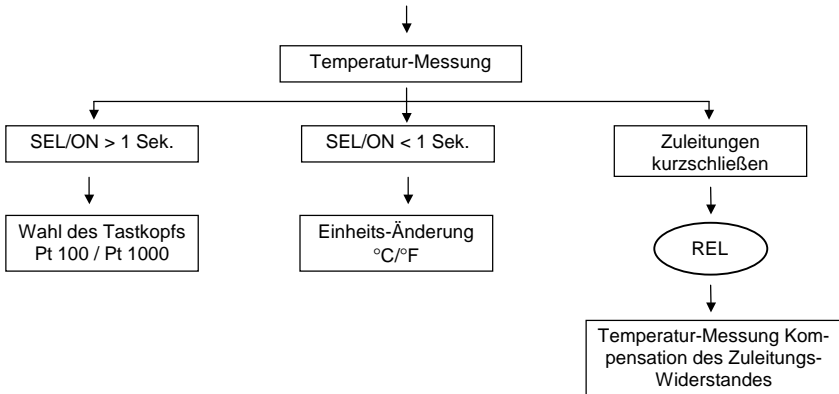 Temperatur-Messung
SEL/ON > 1 Sek.
SEL/ON < 1 Sek.
Zuleitungen
kurzschließen
Wahl des Tastkopfs
Pt 100 / Pt 1000
Einheits-Änderung
°C/°F
REL
Temperatur-Messung Kom-
pensation des Zuleitungs-
Widerstandes